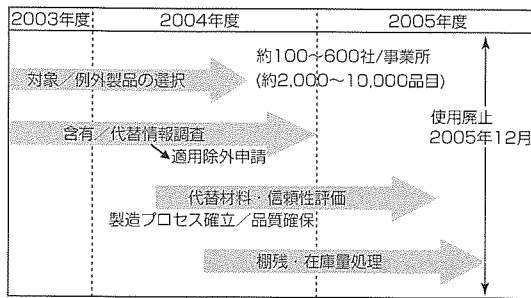 2003年度 2004年度 2005年度
対象／例外製品の選択
約100〜600社/事業所
(約2,000〜10,000品目)
含有／代替情報調査
適用除外申請
使用廃止
2005年12月
代替材料・信頼性評価
製造プロセス確立／品質確保
棚残・在庫量処理